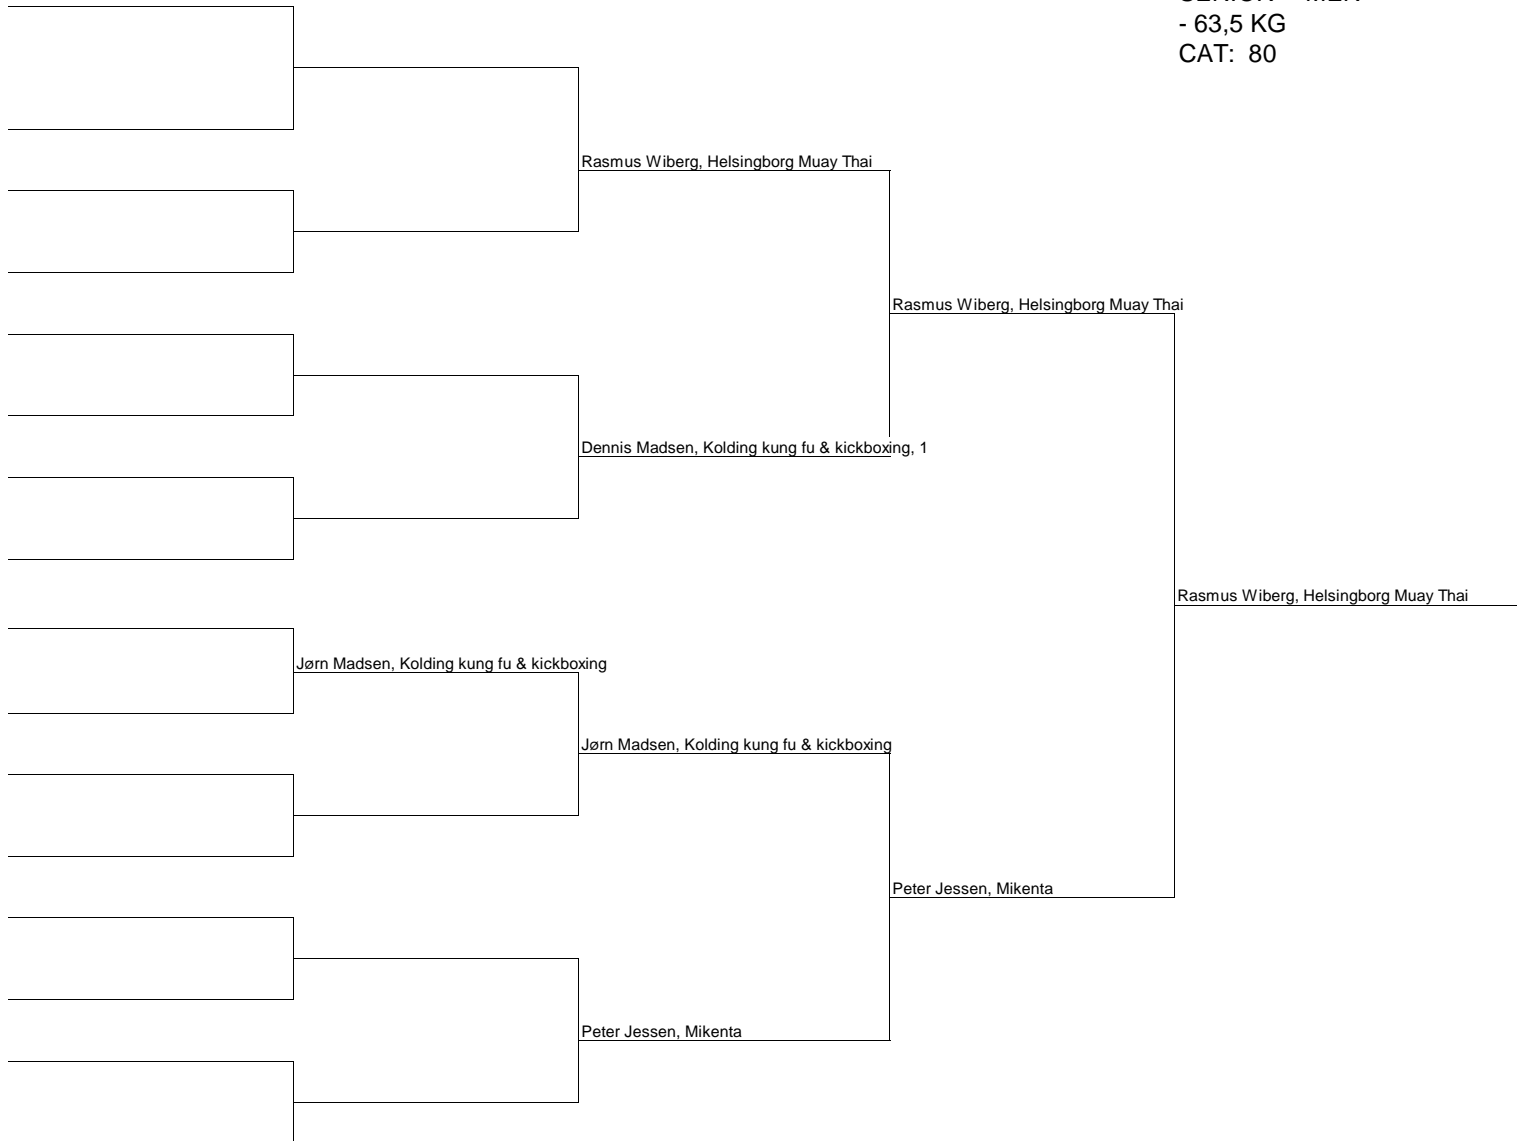 - 63,5 KG
CAT: 80
Rasmus Wiberg, Helsingborg Muay Thai
Rasmus Wiberg, Helsingborg Muay Thai
Dennis Madsen, Kolding kung fu & kickboxing, 1
Rasmus Wiberg, Helsingborg Muay Thai
Jørn Madsen, Kolding kung fu & kickboxing
Jørn Madsen, Kolding kung fu & kickboxing
Peter Jessen, Mikenta
Peter Jessen, Mikenta